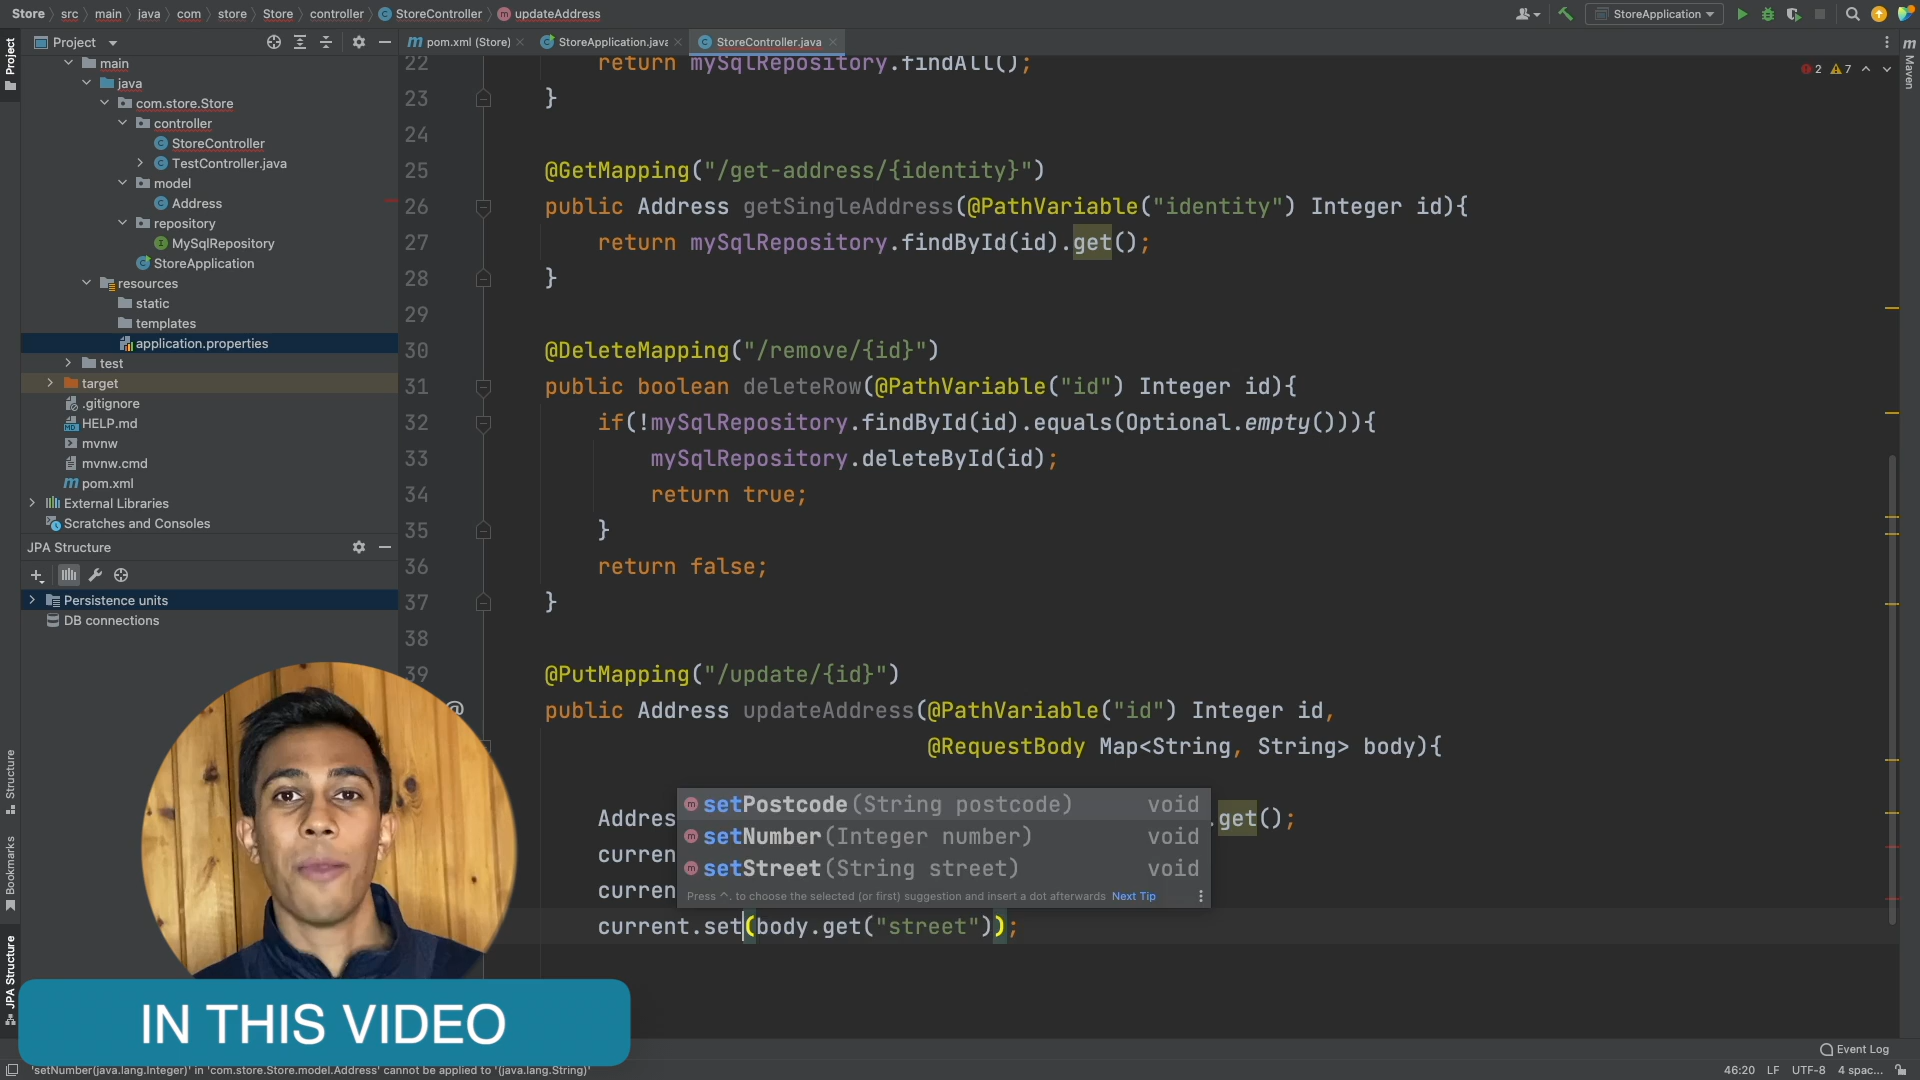 Store src main java com store Store controller StoreController updateAddress
StoreApplication
Project
pom.xml (Store)
StoreApplication.java
StoreController.java
Project
Maven
main
java
com.store.Store
controller
StoreController
TestController.java
model
Address
repository
MySqlRepository
StoreApplication
resources
static
templates
application.properties
test
target
.gitignore
HELP.md
mvnw
mvnw.cmd
pom.xml
External Libraries
Scratches and Consoles
JPA Structure
Persistence units
DB connections
Structure
Bookmarks
JPA Structure
2 7
22 return mySqlRepository.findAll();
23 }
24
25 @GetMapping("/get-address/{identity}")
26 public Address getSingleAddress(@PathVariable("identity") Integer id){
27 return mySqlRepository.findById(id).get();
28 }
29
30 @DeleteMapping("/remove/{id}")
31 public boolean deleteRow(@PathVariable("id") Integer id){
32 if(!mySqlRepository.findById(id).equals(Optional.empty())){
33 mySqlRepository.deleteById(id);
34 return true;
35 }
36 return false;
37 }
38
39 @PutMapping("/update/{id}")
public Address updateAddress(@PathVariable("id") Integer id,
@RequestBody Map<String, String> body){
setPostcode(String postcode) void
Addres .get();
setNumber(Integer number) void
curren
setStreet(String street) void
curren
Press ^. to choose the selected (or first) suggestion and insert a dot afterwards Next Tip
current.set(body.get("street"));
IN THIS VIDEO
Event Log
'setNumber(java.lang.Integer)' in 'com.store.Store.model.Address' cannot be applied to '(java.lang.String)'
46:20 LF UTF-8 4 spac...